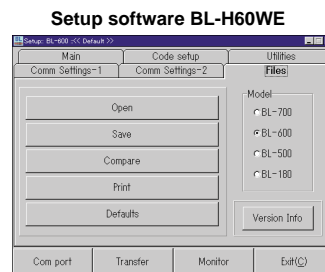 Setup software BL-H60WE
Setup: BL-600 :<< Default >>
Main Code setup Utilities
Comm Settings-1 Comm Settings-2 Files
Open
Save
Compare
Print
Defaults
Model
BL-700
BL-600
BL-500
BL-180
Version Info
Com port Transfer Monitor Exit(C)